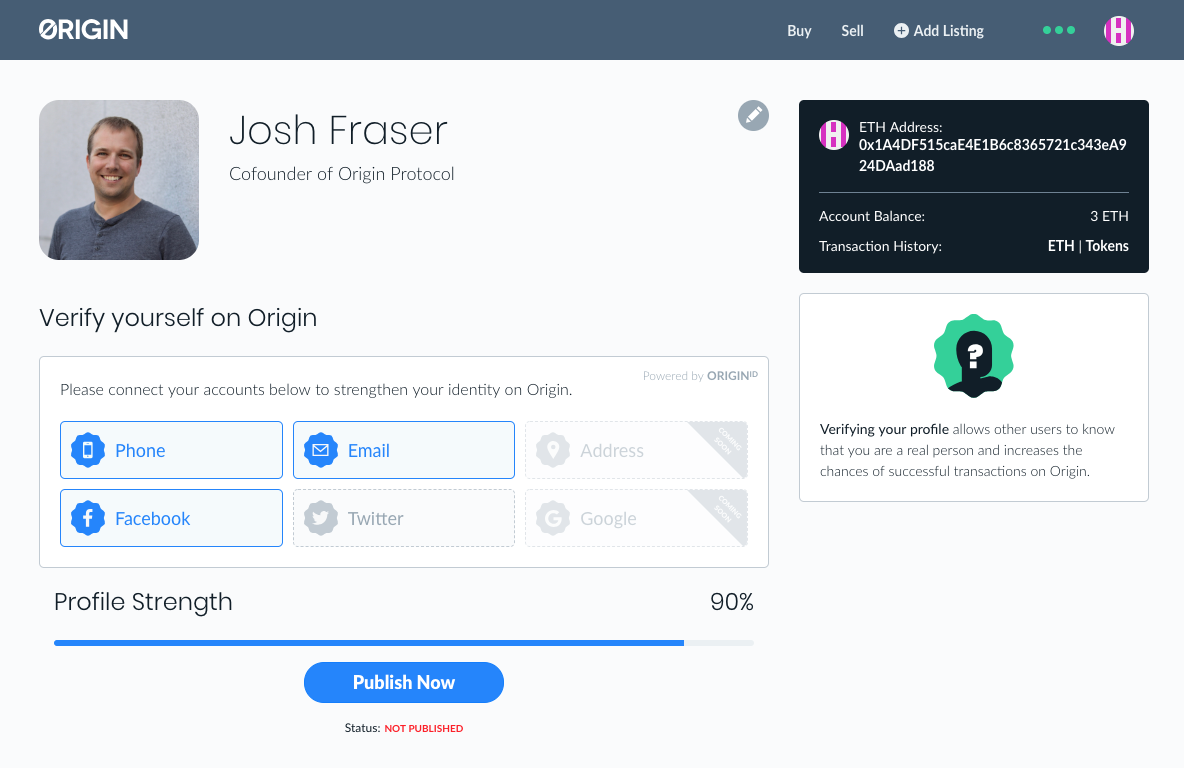 ORIGIN
Buy
Sell
Add Listing
Josh Fraser
Cofounder of Origin Protocol
ETH Address:
0x1A4DF515caE4E1B6c8365721c343eA9
24DAad188
Account Balance: 3 ETH
Transaction History: ETH | Tokens
Verify yourself on Origin
Powered by ORIGIN ID
Please connect your accounts below to strengthen your identity on Origin.
Phone
Email
Address
COMING
SOON
Facebook
Twitter
Google
COMING
SOON
?
Verifying your profile allows other users to know
that you are a real person and increases the
chances of successful transactions on Origin.
Profile Strength 90%
Publish Now
Status: NOT PUBLISHED